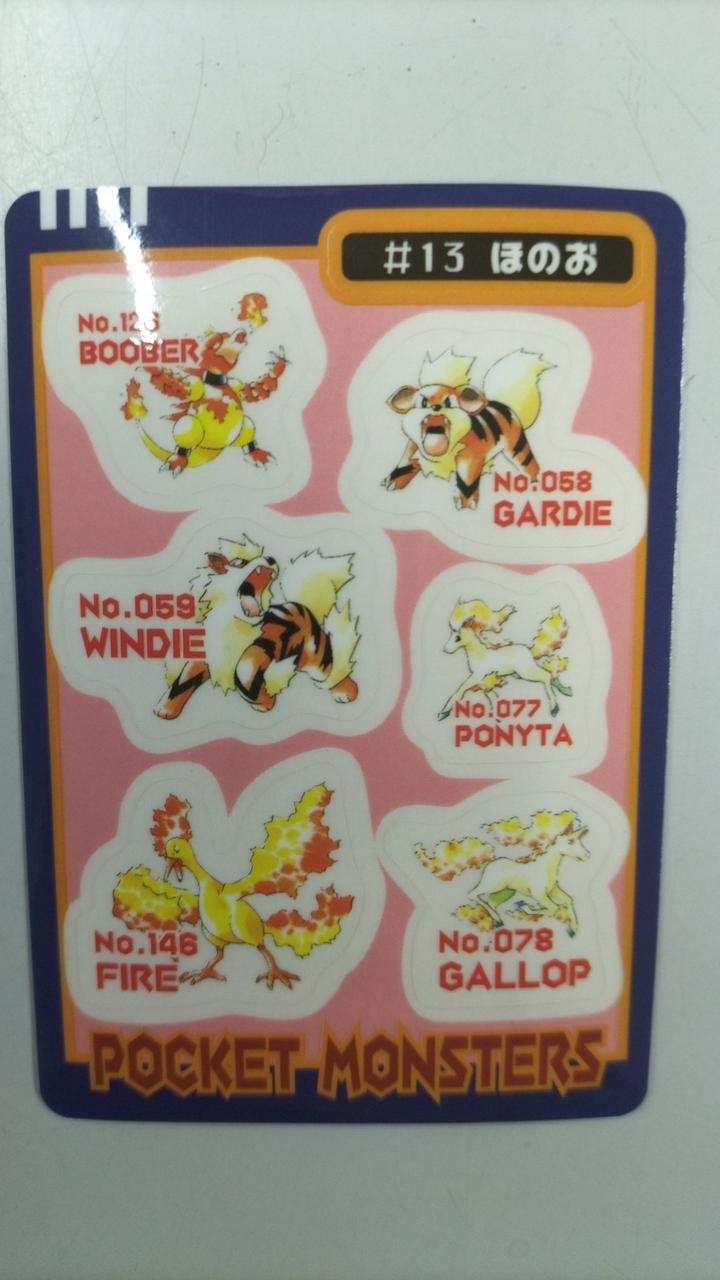 #13 ほのお
No.126
BOOBER
No.058
GARDIE
No.059
WINDIE
No.077
PONYTA
No.146
FIRE
No.078
GALLOP
POCKET MONSTERS